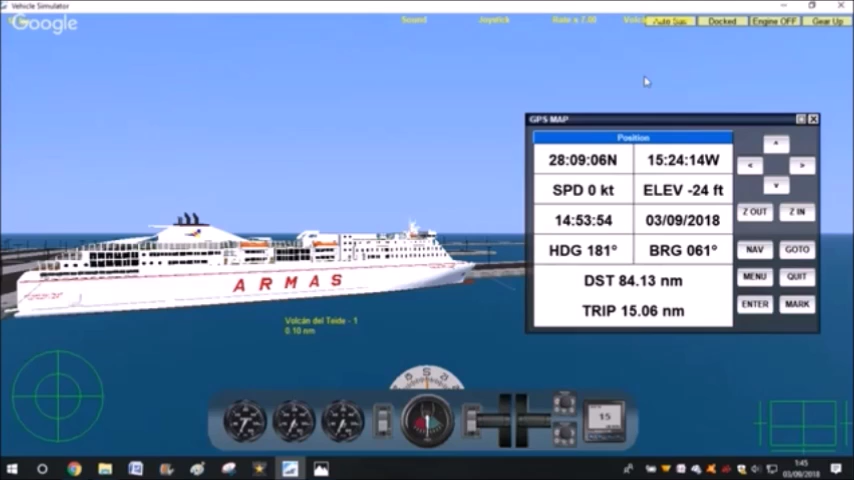 Vehicle Simulator
Google
Sound Joystick Rate x 7.00
Auto Sail Docked Engine OFF Gear Up
GPS MAP
Position
28:09:06N 15:24:14W
SPD 0 kt ELEV -24 ft
14:53:54 03/09/2018
HDG 181° BRG 061°
DST 84.13 nm
TRIP 15.06 nm
^
< >
v
Z OUT Z IN
NAV GOTO
MENU QUIT
ENTER MARK
ARMAS
Volcán del Teide - 1
0.10 nm
S
15
1:45
03/09/2018